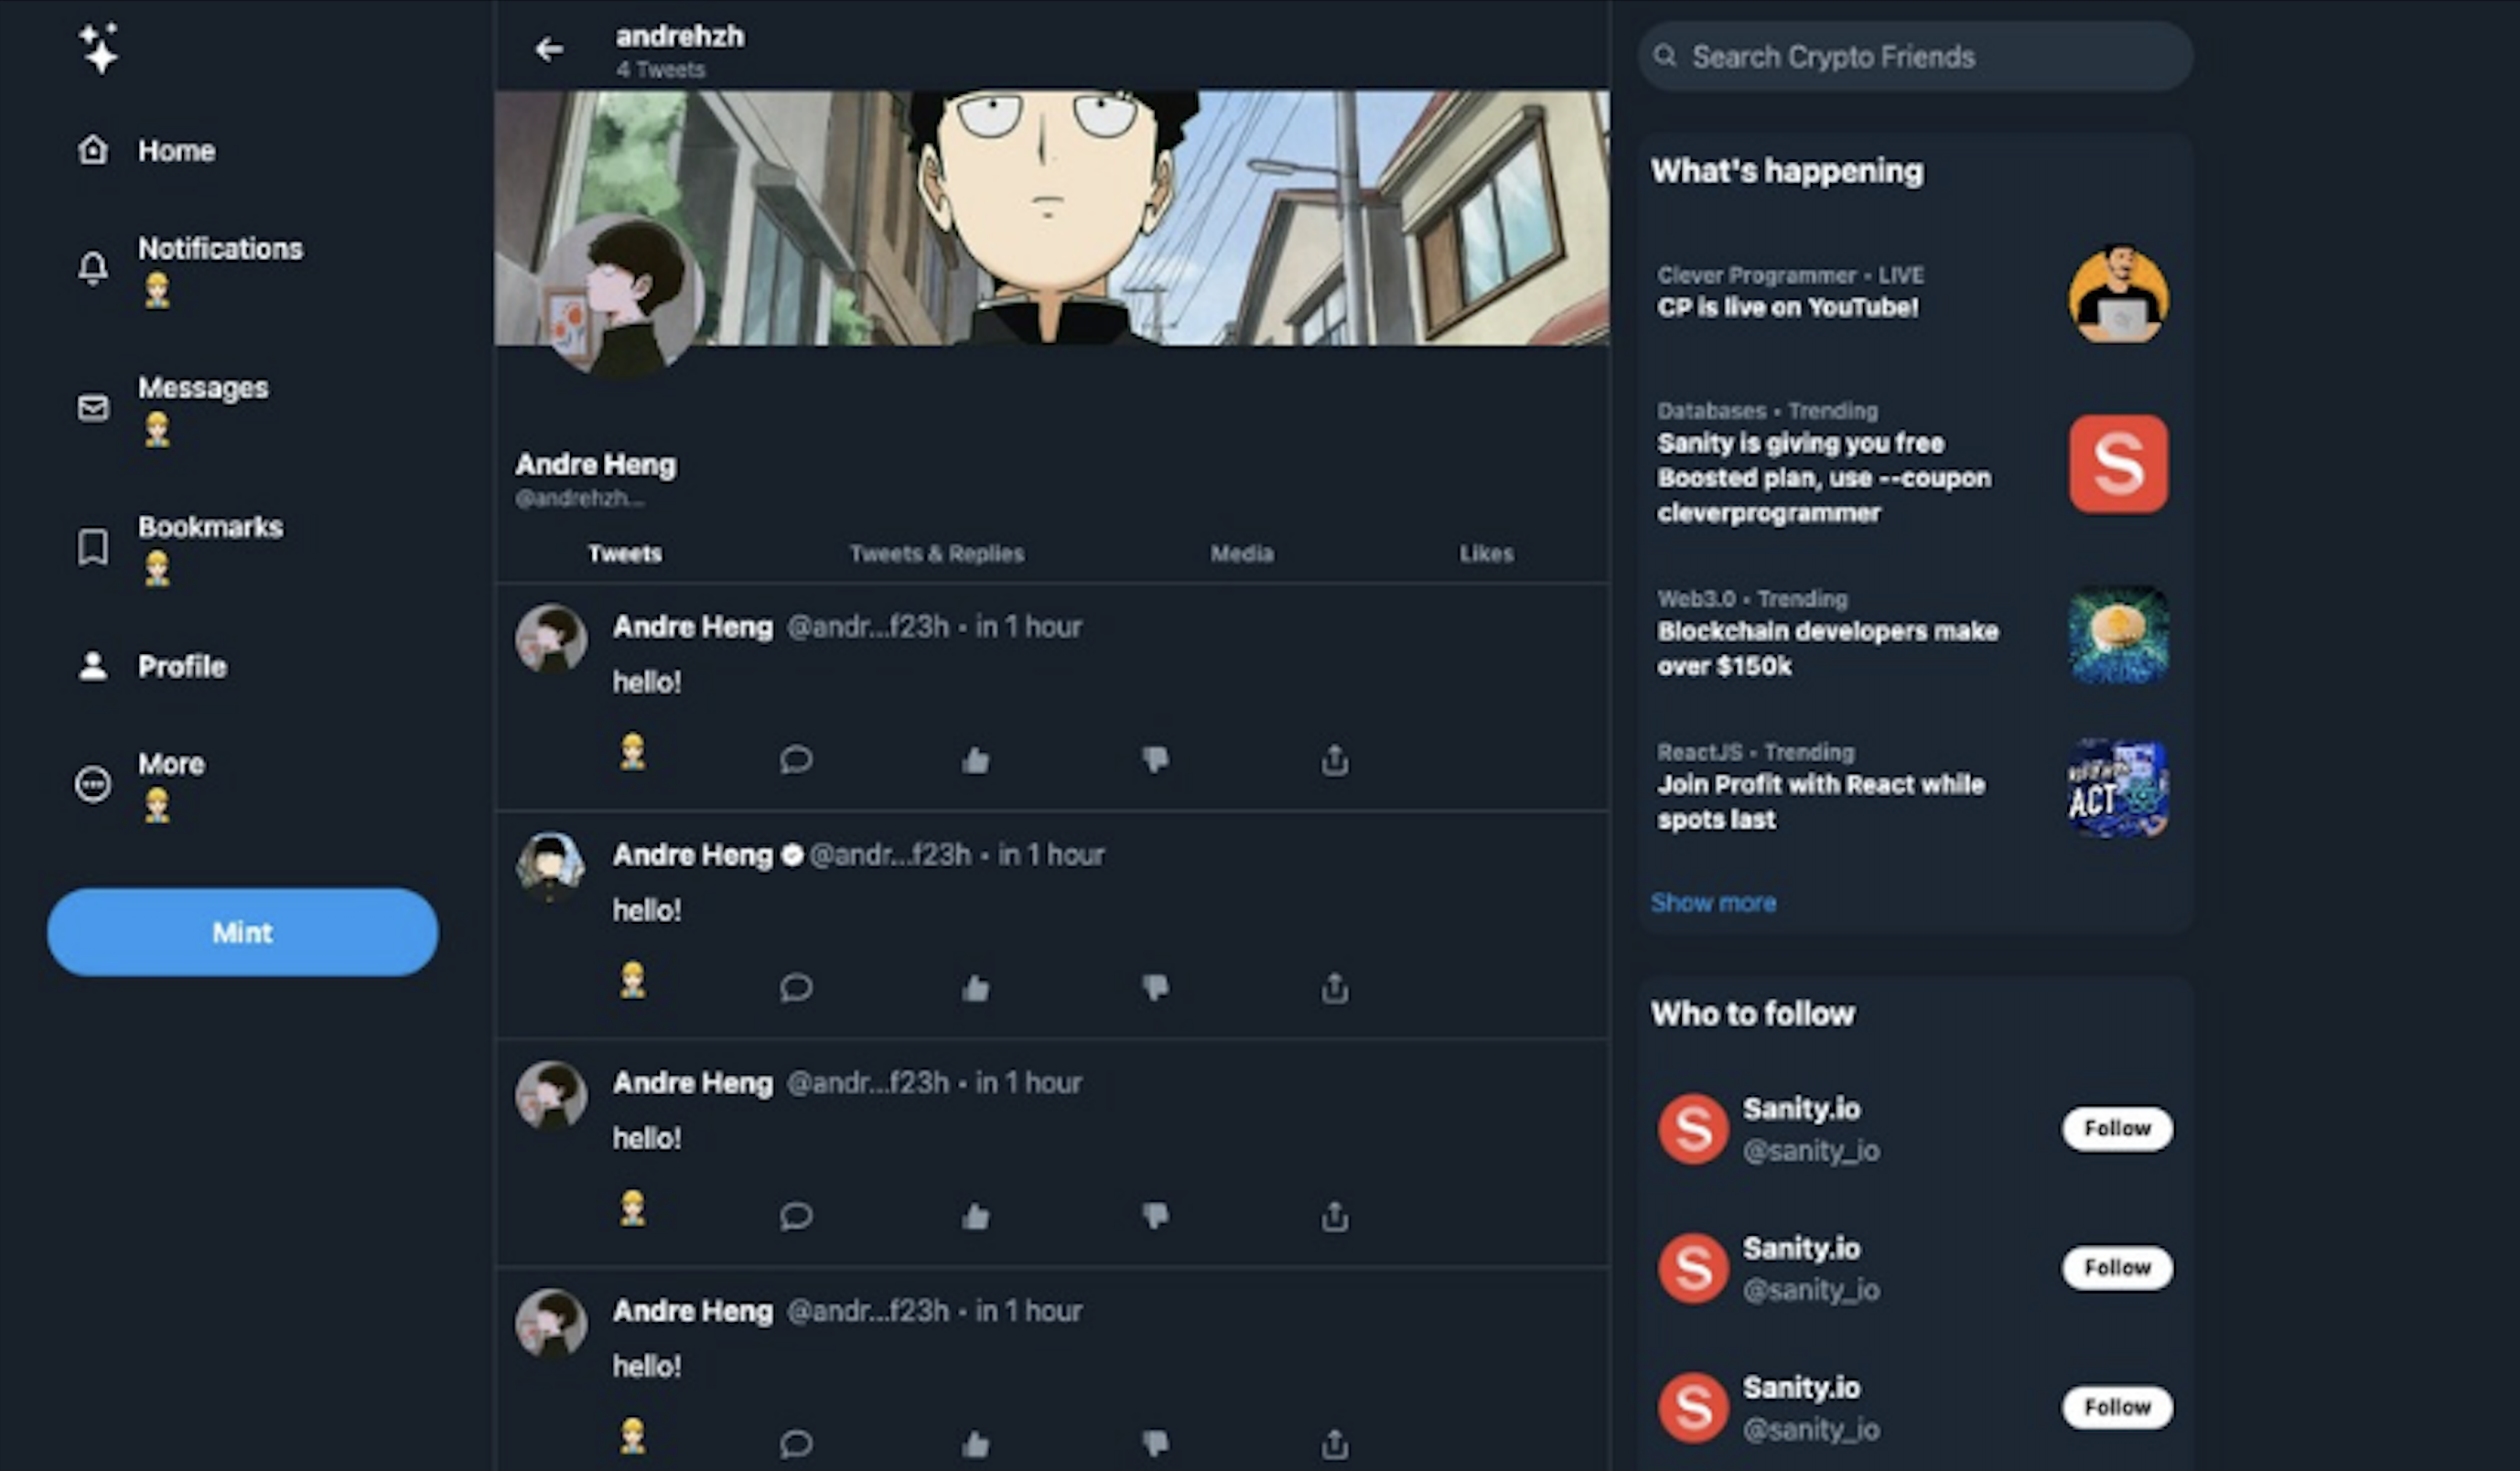 Home
Notifications
Messages
Bookmarks
Profile
More
Mint
andrehzh
4 Tweets
Andre Heng
@andrehzh...
Tweets
Tweets & Replies
Media
Likes
Andre Heng @andr...f23h • in 1 hour
hello!
Andre Heng @andr...f23h • in 1 hour
hello!
Andre Heng @andr...f23h • in 1 hour
hello!
Andre Heng @andr...f23h • in 1 hour
hello!
Search Crypto Friends
What's happening
Clever Programmer • LIVE
CP is live on YouTube!
Databases • Trending
Sanity is giving you free
Boosted plan, use --coupon
cleverprogrammer
S
Web3.0 • Trending
Blockchain developers make
over $150k
ReactJS • Trending
Join Profit with React while
spots last
ACT
Show more
Who to follow
S
Sanity.io
@sanity_io
Follow
S
Sanity.io
@sanity_io
Follow
S
Sanity.io
@sanity_io
Follow